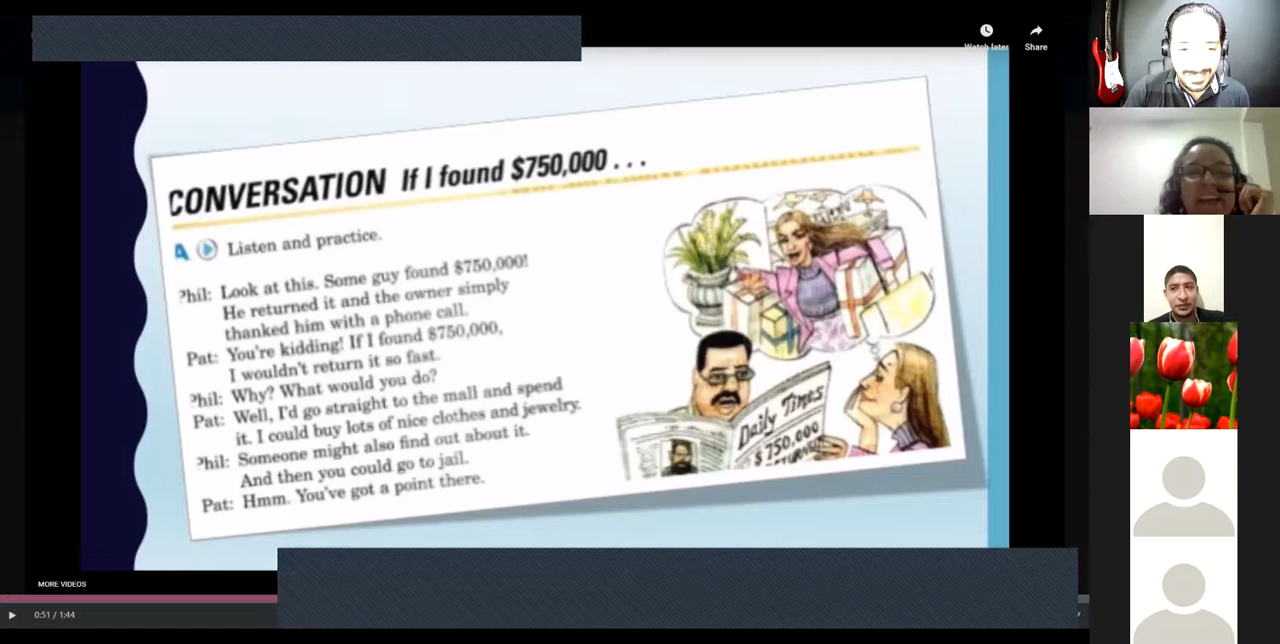 Watch later
Share
CONVERSATION If I found $750,000 . . .
A Listen and practice.
Phil: Look at this. Some guy found $750,000!
He returned it and the owner simply
thanked him with a phone call.
Pat: You're kidding! If I found $750,000,
I wouldn't return it so fast.
Phil: Why? What would you do?
Pat: Well, I'd go straight to the mall and spend
it. I could buy lots of nice clothes and jewelry.
Phil: Someone might also find out about it.
And then you could go to jail.
Pat: Hmm. You've got a point there.
Daily Times
$750,000
RETURNED
MORE VIDEOS
0:51 / 1:44